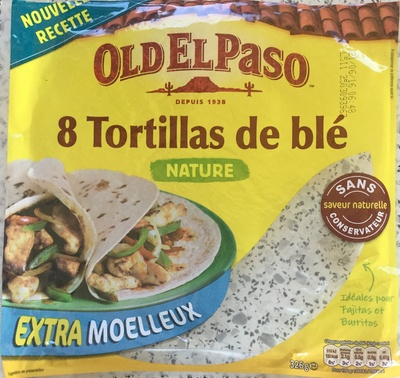 NOUVELLE
RECETTE
OLD EL PASO
DEPUIS 1938
8 Tortillas de blé
NATURE
SANS
saveur naturelle
CONSERVATEUR
Idéales pour
Fajitas et
Burritos
EXTRA MOELLEUX
326g